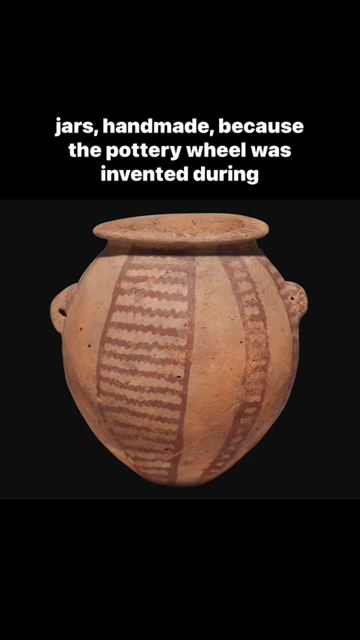 jars, handmade, because
the pottery wheel was
invented during